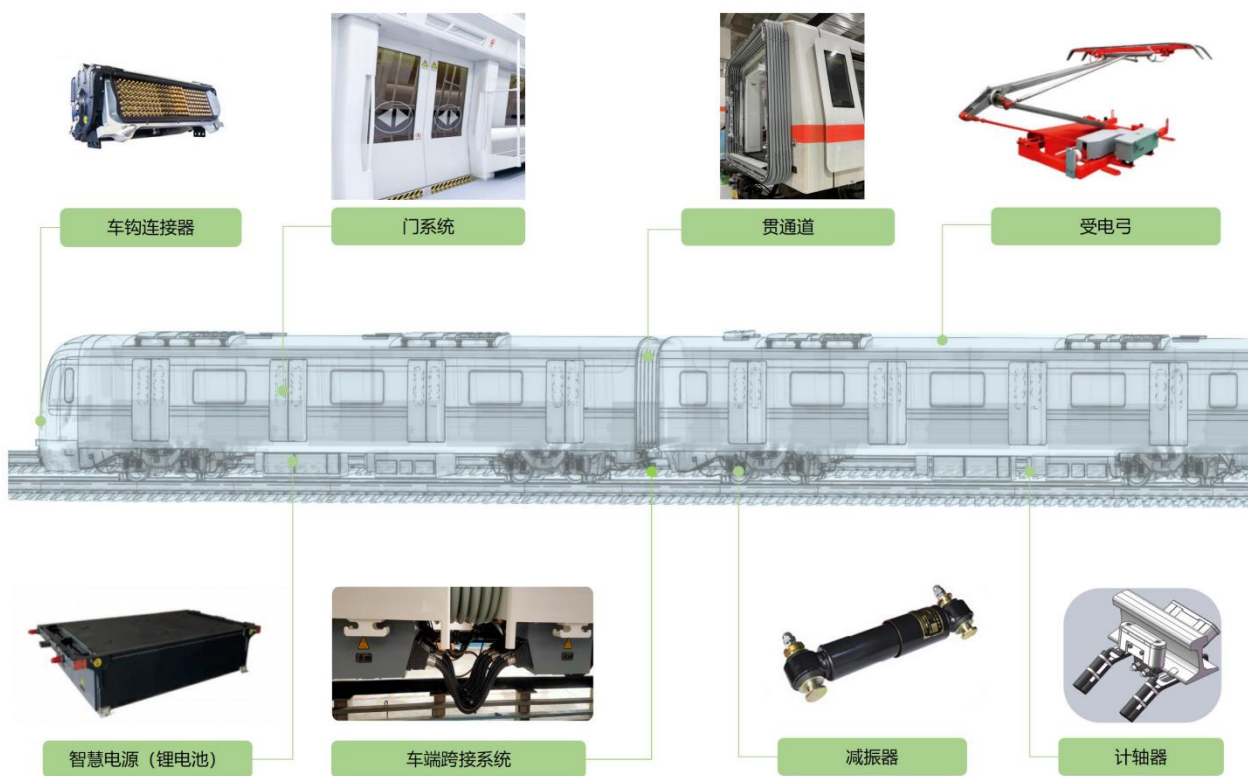 车钩连接器
门系统
贯通道
受电弓
智慧电源（锂电池）
车端跨接系统
减振器
计轴器